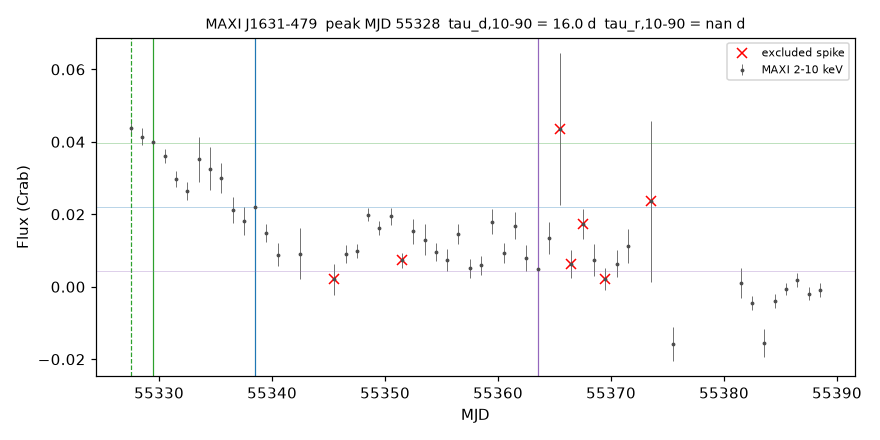 MAXI J1631-479  peak MJD 55328  tau_d,10-90 = 16.0 d  tau_r,10-90 = nan d
excluded spike
MAXI 2-10 keV
Flux (Crab)
0.06
0.04
0.02
0.00
−0.02
55330
55340
55350
55360
55370
55380
55390
MJD